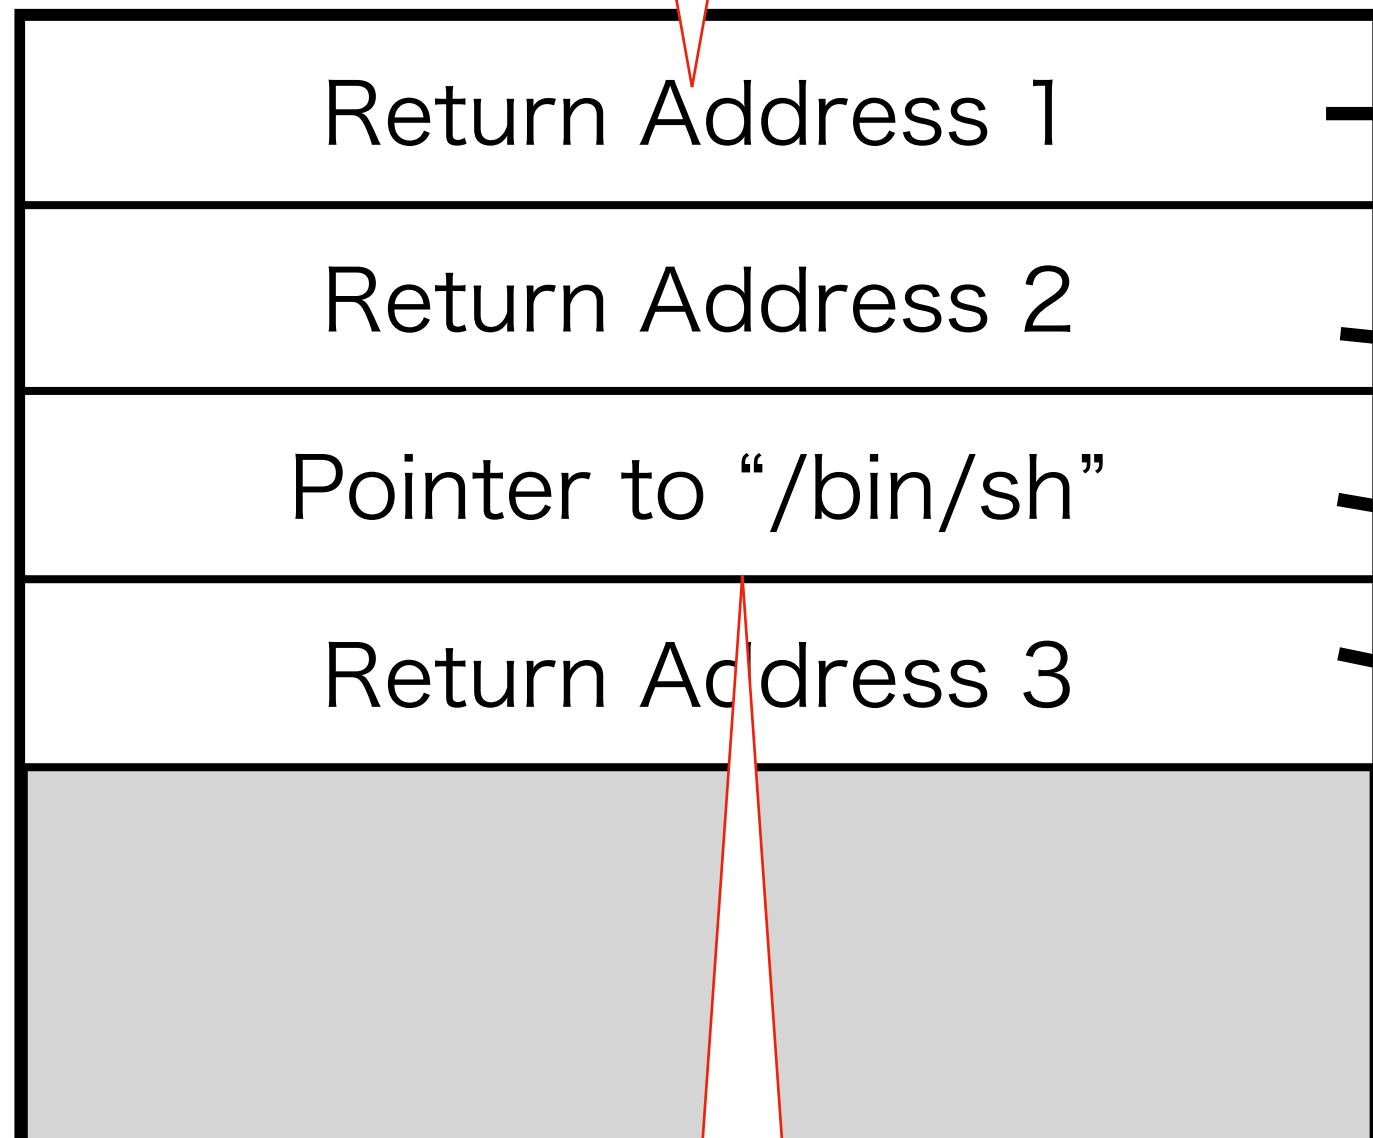 Return Address 1
Return Address 2
Pointer to “/bin/sh”
Return Address 3